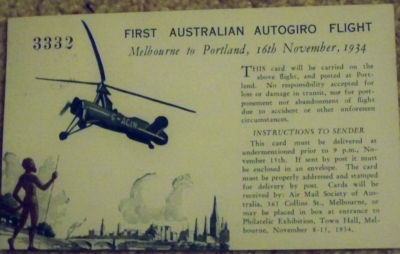 3332
FIRST AUSTRALIAN AUTOGIRO FLIGHT
Melbourne to Portland, 16th November, 1934
THIS card will be carried on the
above flight, and posted at Port-
land. No responsibility accepted for
loss or damage in transit, nor for post-
ponement nor abandonment of flight
due to accident or other unforseen
circumstances.
INSTRUCTIONS TO SENDER
This card must be delivered at
undermentioned prior to 9 p.m., No-
vember 15th. If sent by post it must
be enclosed in an envelope. The card
must be properly addressed and stamped
for delivery by post. Cards will be
received by: Air Mail Society of Aus-
tralia, 361 Collins St., Melbourne, or
may be placed in box at entrance to
Philatelic Exhibition, Town Hall, Mel-
bourne, November 8-15, 1934.